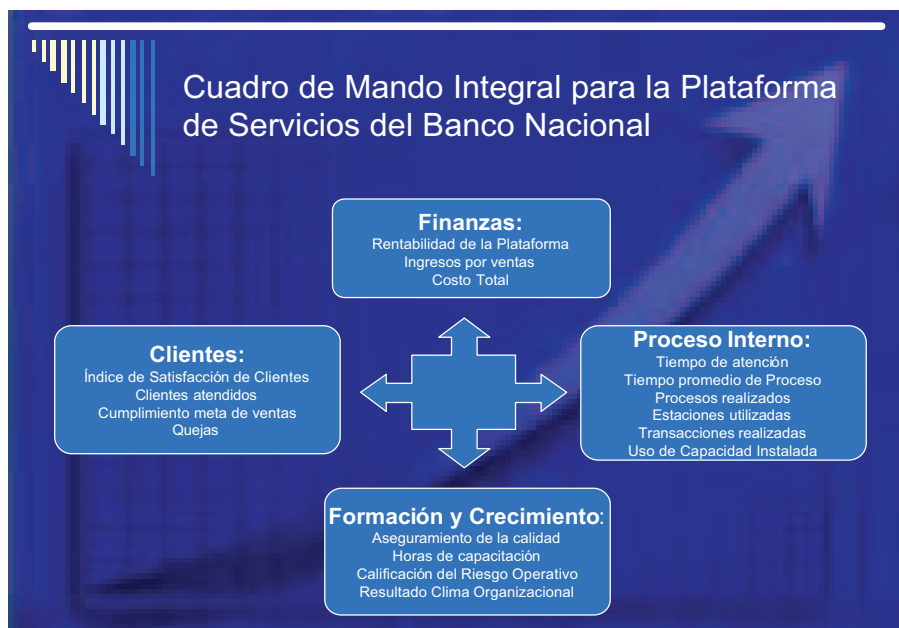 Cuadro de Mando Integral para la Plataforma
de Servicios del Banco Nacional
Finanzas:
Rentabilidad de la Plataforma
Ingresos por ventas
Costo Total
Clientes:
Índice de Satisfacción de Clientes
Clientes atendidos
Cumplimiento meta de ventas
Quejas
Proceso Interno:
Tiempo de atención
Tiempo promedio de Proceso
Procesos realizados
Estaciones utilizadas
Transacciones realizadas
Uso de Capacidad Instalada
Formación y Crecimiento:
Aseguramiento de la calidad
Horas de capacitación
Calificación del Riesgo Operativo
Resultado Clima Organizacional